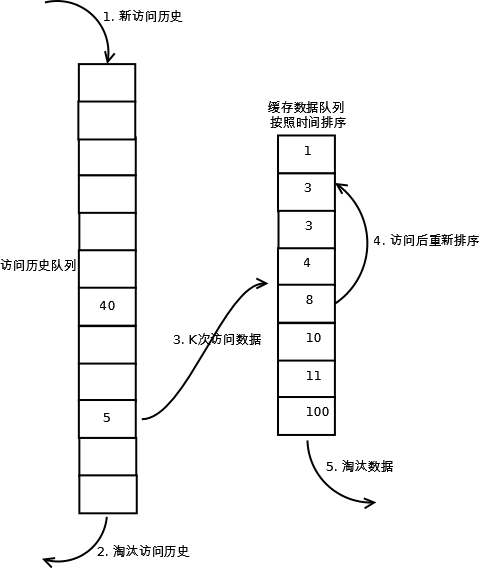 1. 新访问历史
缓存数据队列
按照时间排序
1
3
3
4. 访问后重新排序
访问历史队列
4
40
8
3. K次访问数据
10
11
5
100
5. 淘汰数据
2. 淘汰访问历史